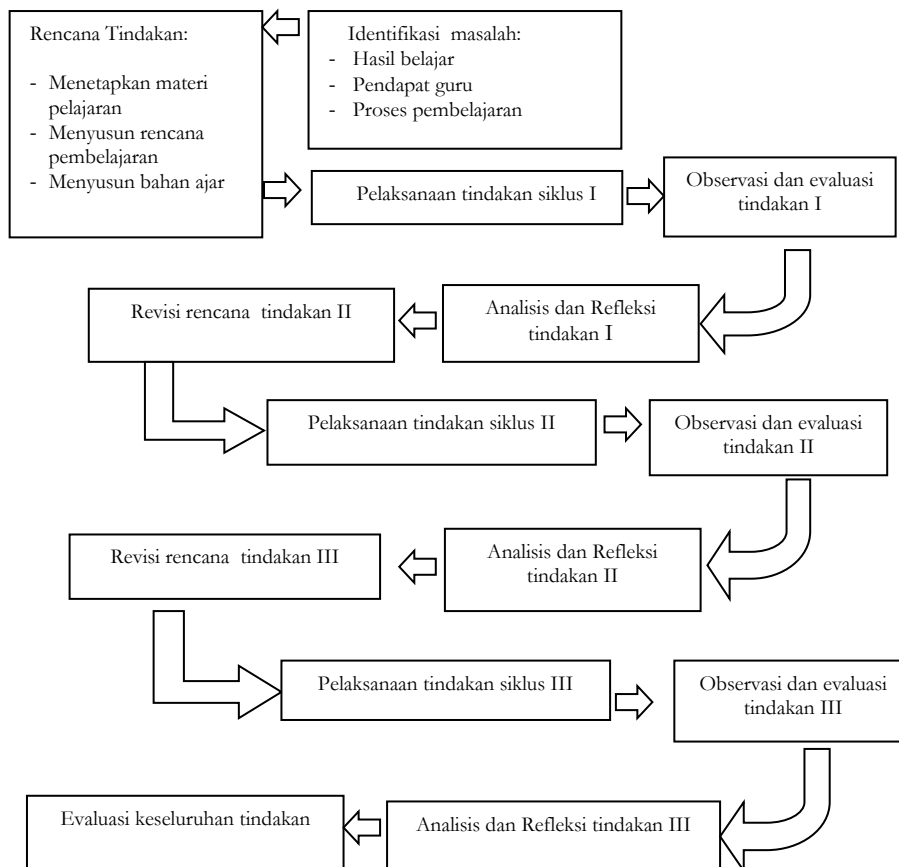 Identifikasi masalah:
- Hasil belajar
- Pendapat guru
- Proses pembelajaran
Rencana Tindakan:
- Menetapkan materi
pelajaran
- Menyusun rencana
pembelajaran
- Menyusun bahan ajar
Pelaksanaan tindakan siklus I
Observasi dan evaluasi
tindakan I
Analisis dan Refleksi
tindakan I
Revisi rencana tindakan II
Pelaksanaan tindakan siklus II
Observasi dan evaluasi
tindakan II
Analisis dan Refleksi
tindakan II
Revisi rencana tindakan III
Pelaksanaan tindakan siklus III
Observasi dan evaluasi
tindakan III
Analisis dan Refleksi tindakan III
Evaluasi keseluruhan tindakan